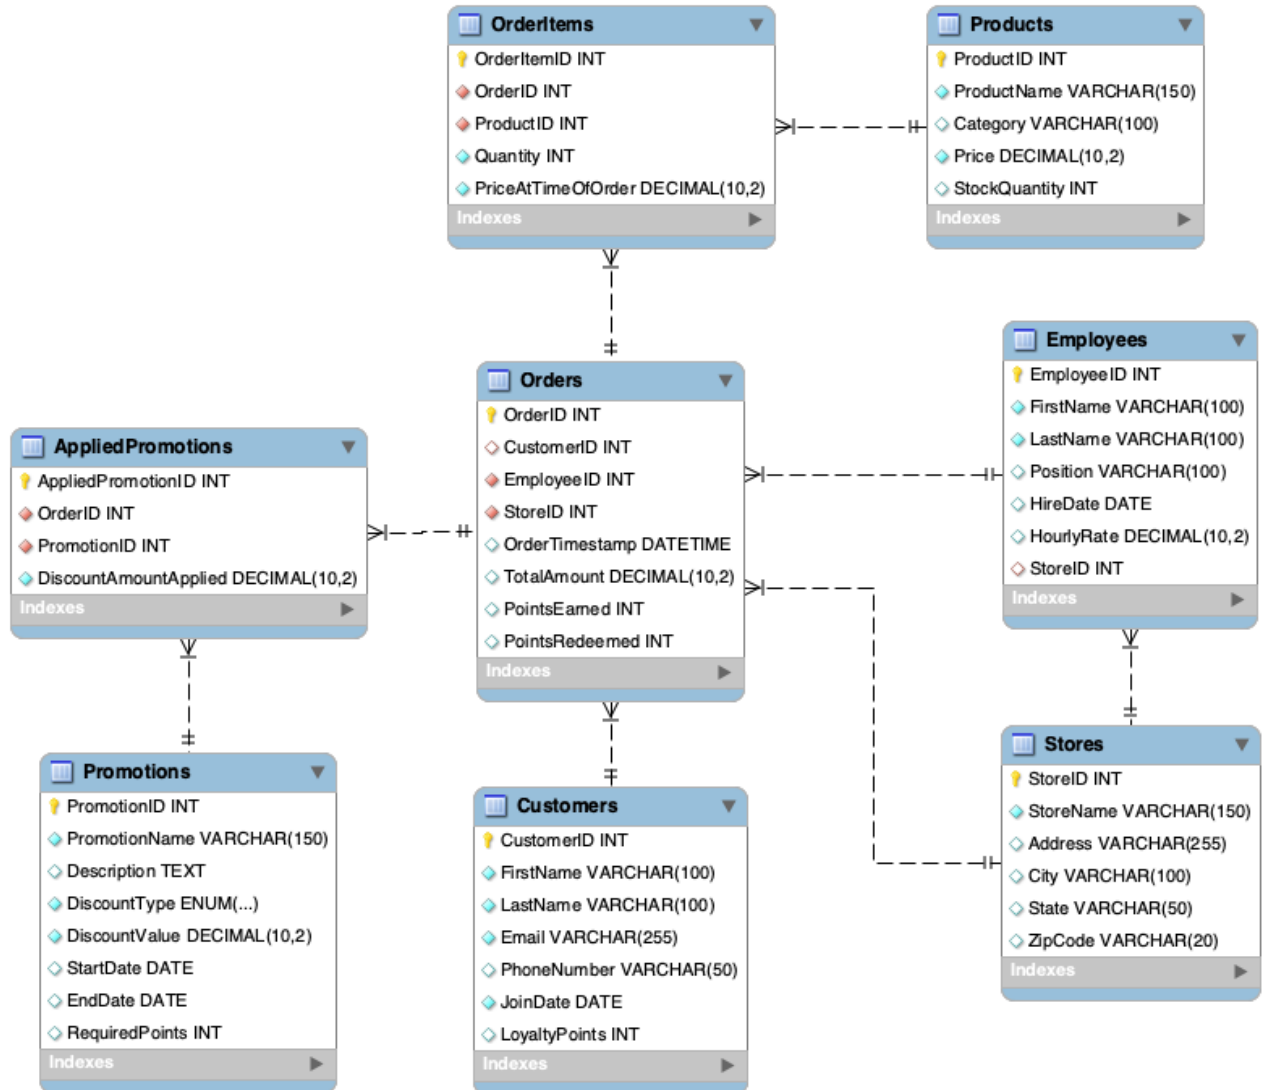 OrderItems
OrderItemID INT
OrderID INT
ProductID INT
Quantity INT
PriceAtTimeOfOrder DECIMAL(10,2)
Indexes
Products
ProductID INT
ProductName VARCHAR(150)
Category VARCHAR(100)
Price DECIMAL(10,2)
StockQuantity INT
Indexes
Employees
EmployeeID INT
FirstName VARCHAR(100)
LastName VARCHAR(100)
Position VARCHAR(100)
HireDate DATE
HourlyRate DECIMAL(10,2)
StoreID INT
Indexes
Orders
OrderID INT
CustomerID INT
EmployeeID INT
StoreID INT
OrderTimestamp DATETIME
TotalAmount DECIMAL(10,2)
PointsEarned INT
PointsRedeemed INT
Indexes
AppliedPromotions
AppliedPromotionID INT
OrderID INT
PromotionID INT
DiscountAmountApplied DECIMAL(10,2)
Indexes
Promotions
PromotionID INT
PromotionName VARCHAR(150)
Description TEXT
DiscountType ENUM(...)
DiscountValue DECIMAL(10,2)
StartDate DATE
EndDate DATE
RequiredPoints INT
Indexes
Customers
CustomerID INT
FirstName VARCHAR(100)
LastName VARCHAR(100)
Email VARCHAR(255)
PhoneNumber VARCHAR(50)
JoinDate DATE
LoyaltyPoints INT
Indexes
Stores
StoreID INT
StoreName VARCHAR(150)
Address VARCHAR(255)
City VARCHAR(100)
State VARCHAR(50)
ZipCode VARCHAR(20)
Indexes